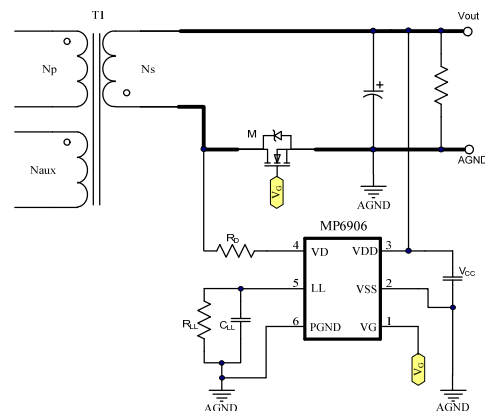 T1
Vout
Np
Ns
+
M
VG
AGND
Naux
AGND
MP6906
RD
4 VD VDD 3
VCC
5 LL VSS 2
RLL
CLL
6 PGND VG 1
VG
AGND
AGND